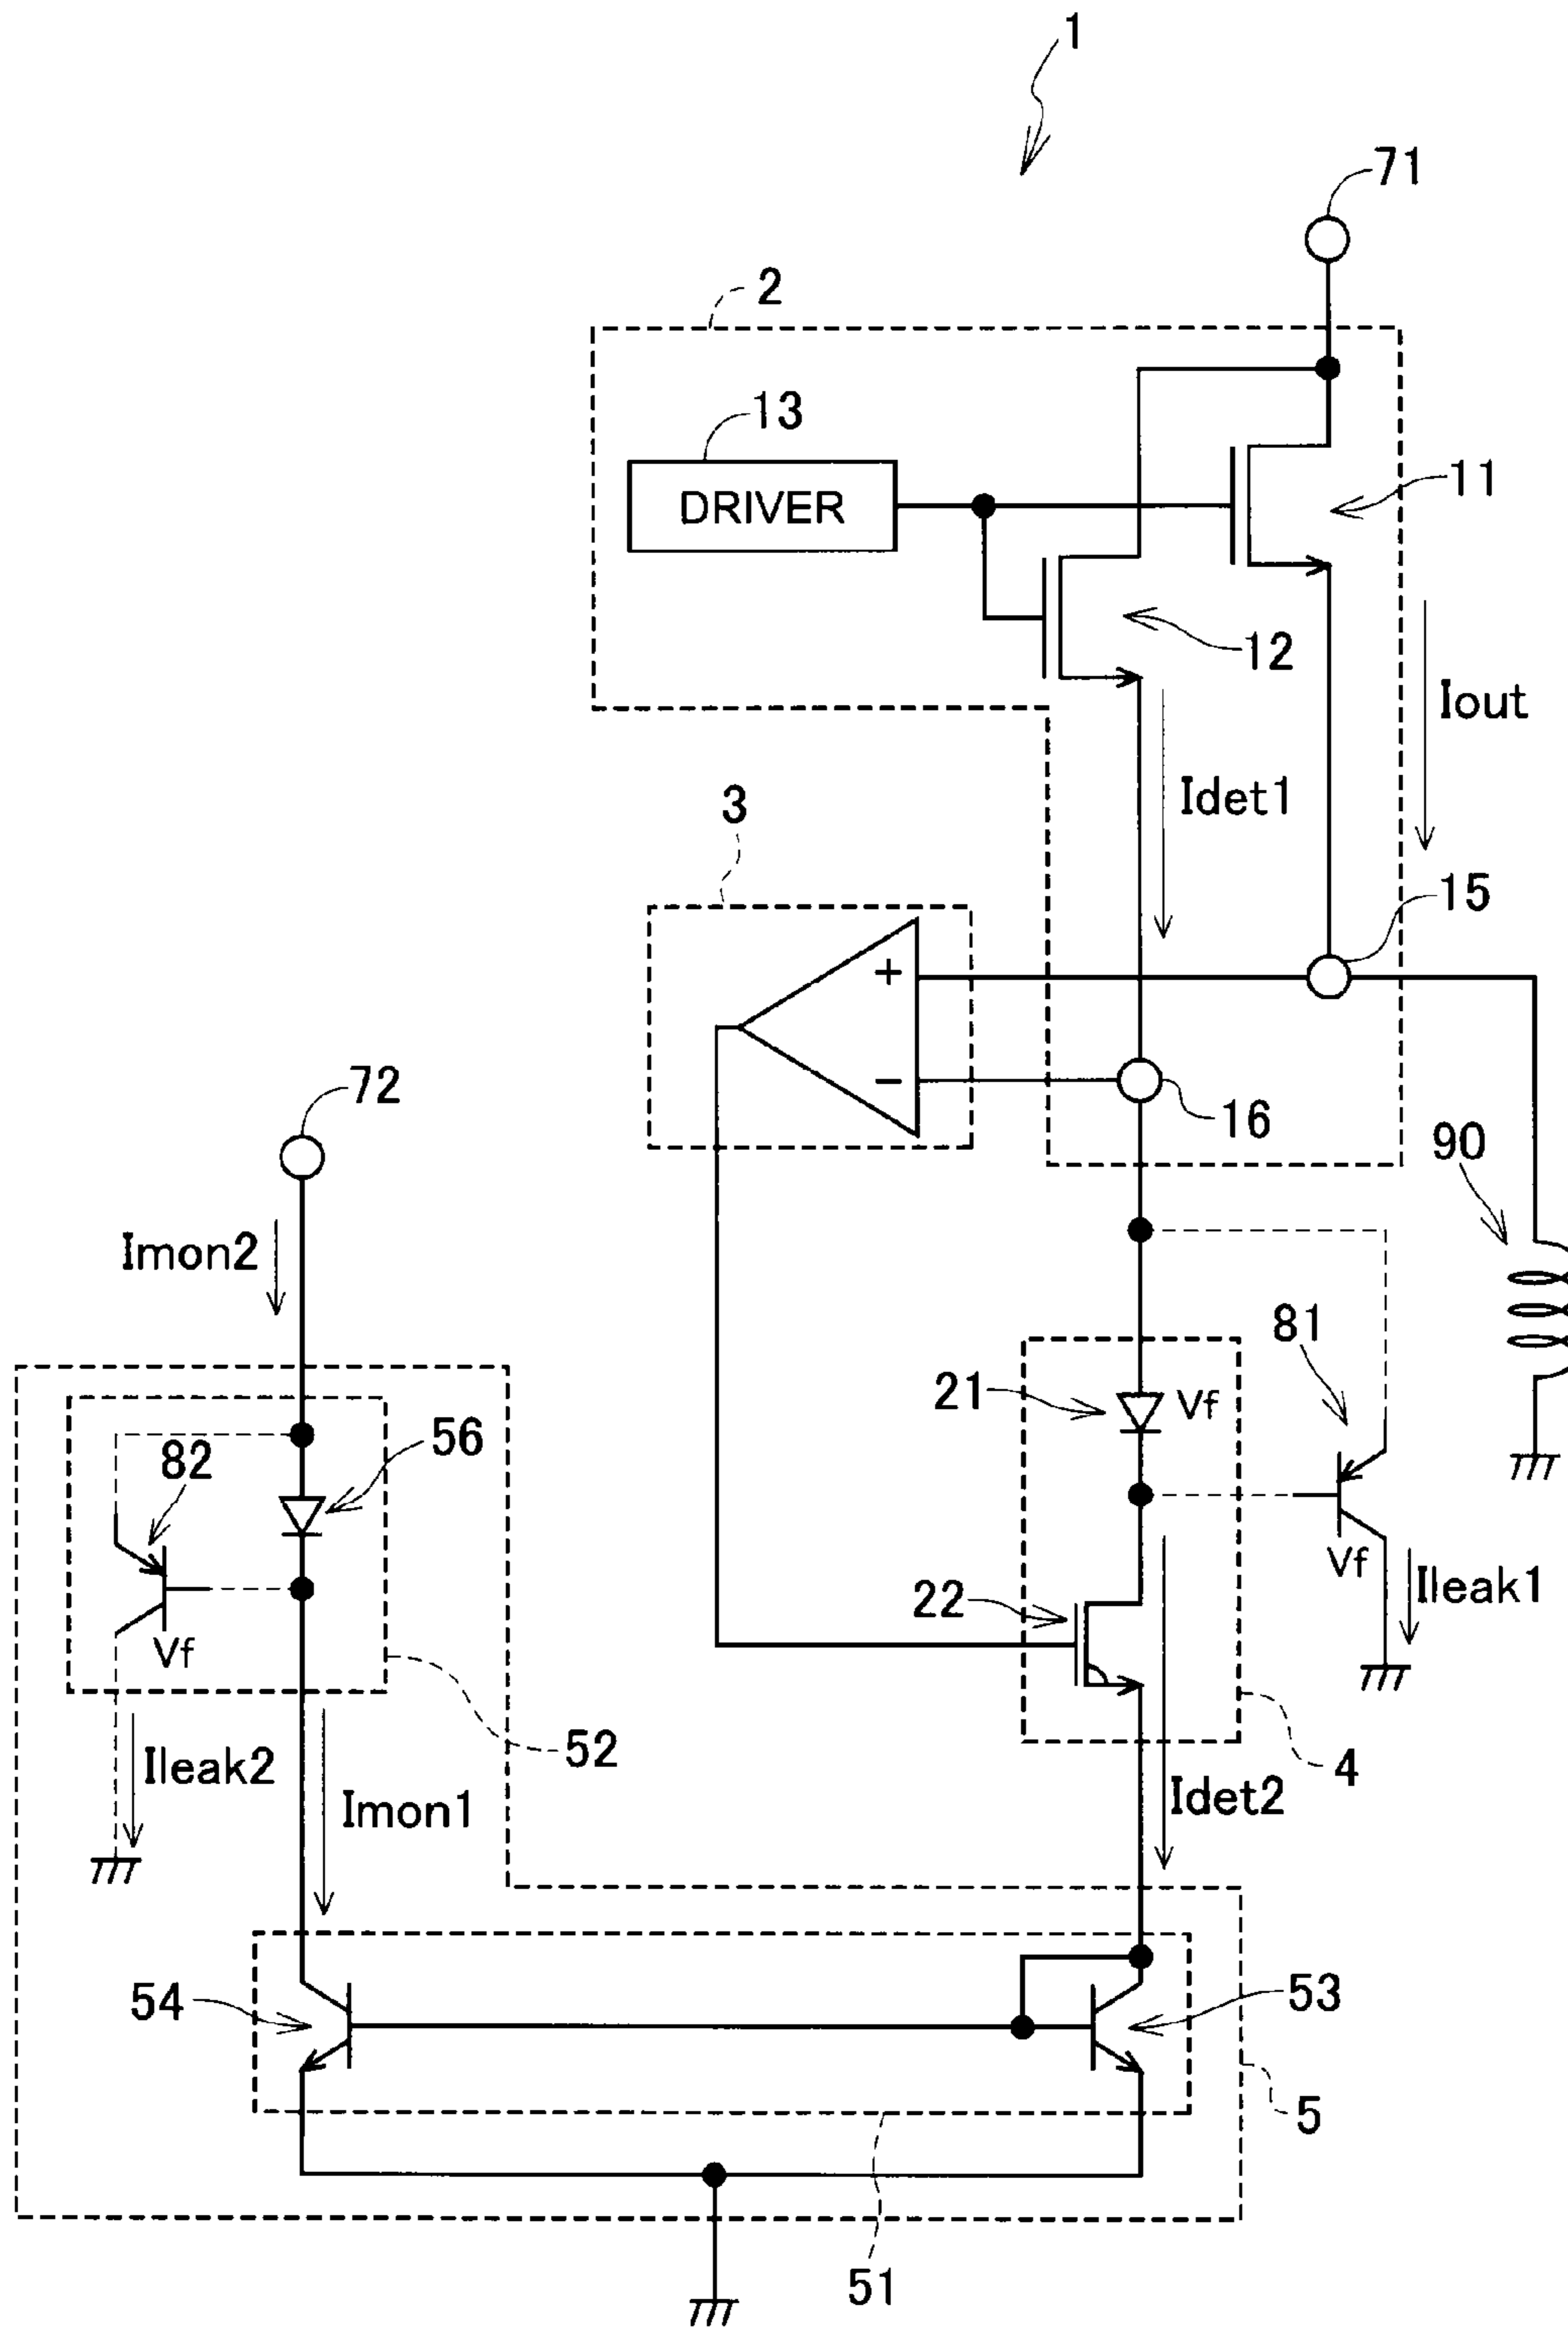 1
71
2
13
DRIVER
11
12
Iout
Idet1
3
15
+
−
16
72
90
Imon2
81
21
Vf
56
82
Vf
22
Vf
Ileak1
52
4
Ileak2
Imon1
Idet2
54
53
5
51